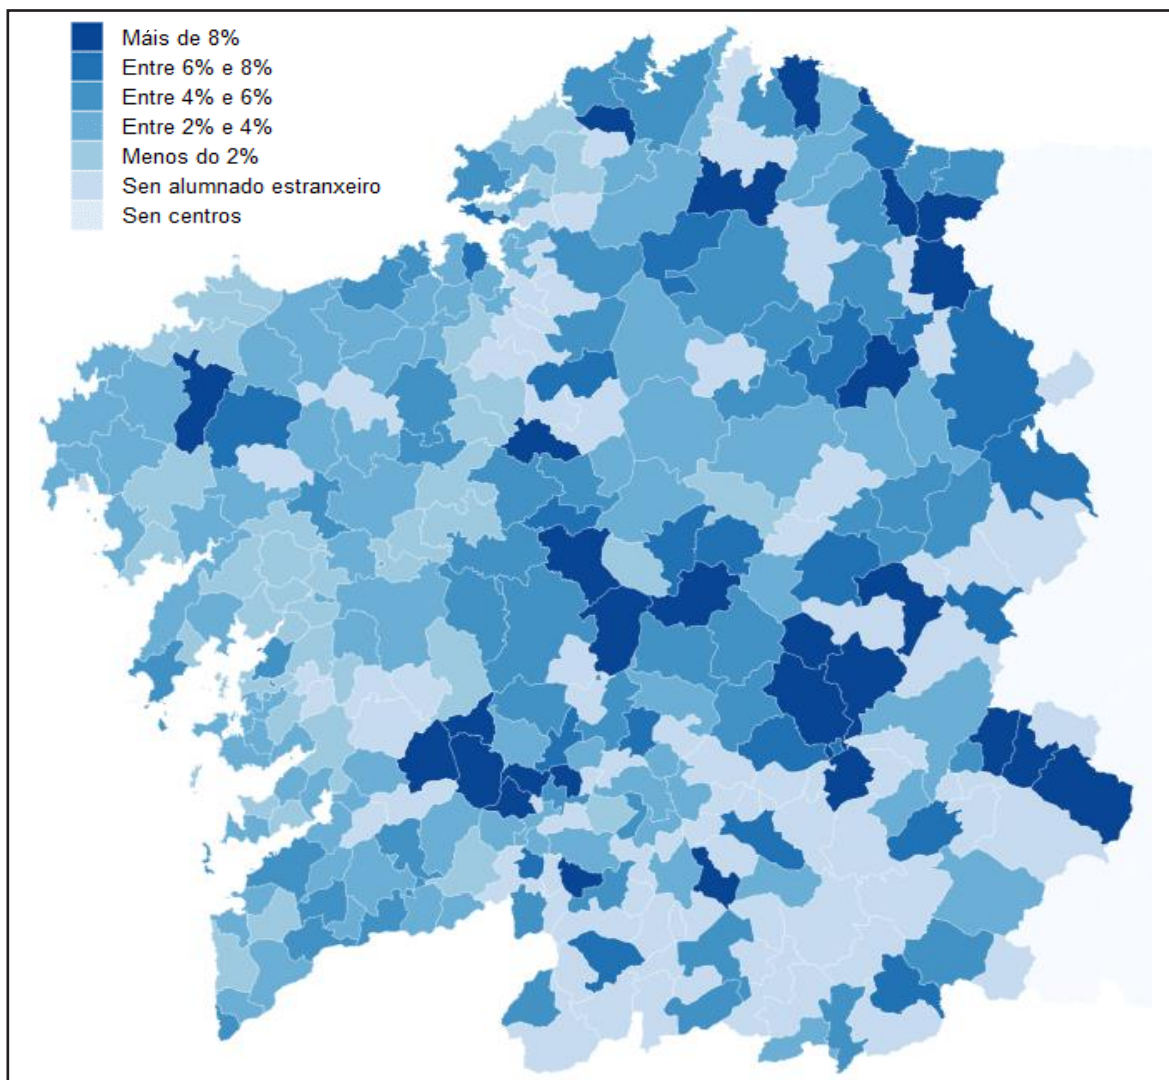 Máis de 8%
Entre 6% e 8%
Entre 4% e 6%
Entre 2% e 4%
Menos do 2%
Sen alumnado estranxeiro
Sen centros